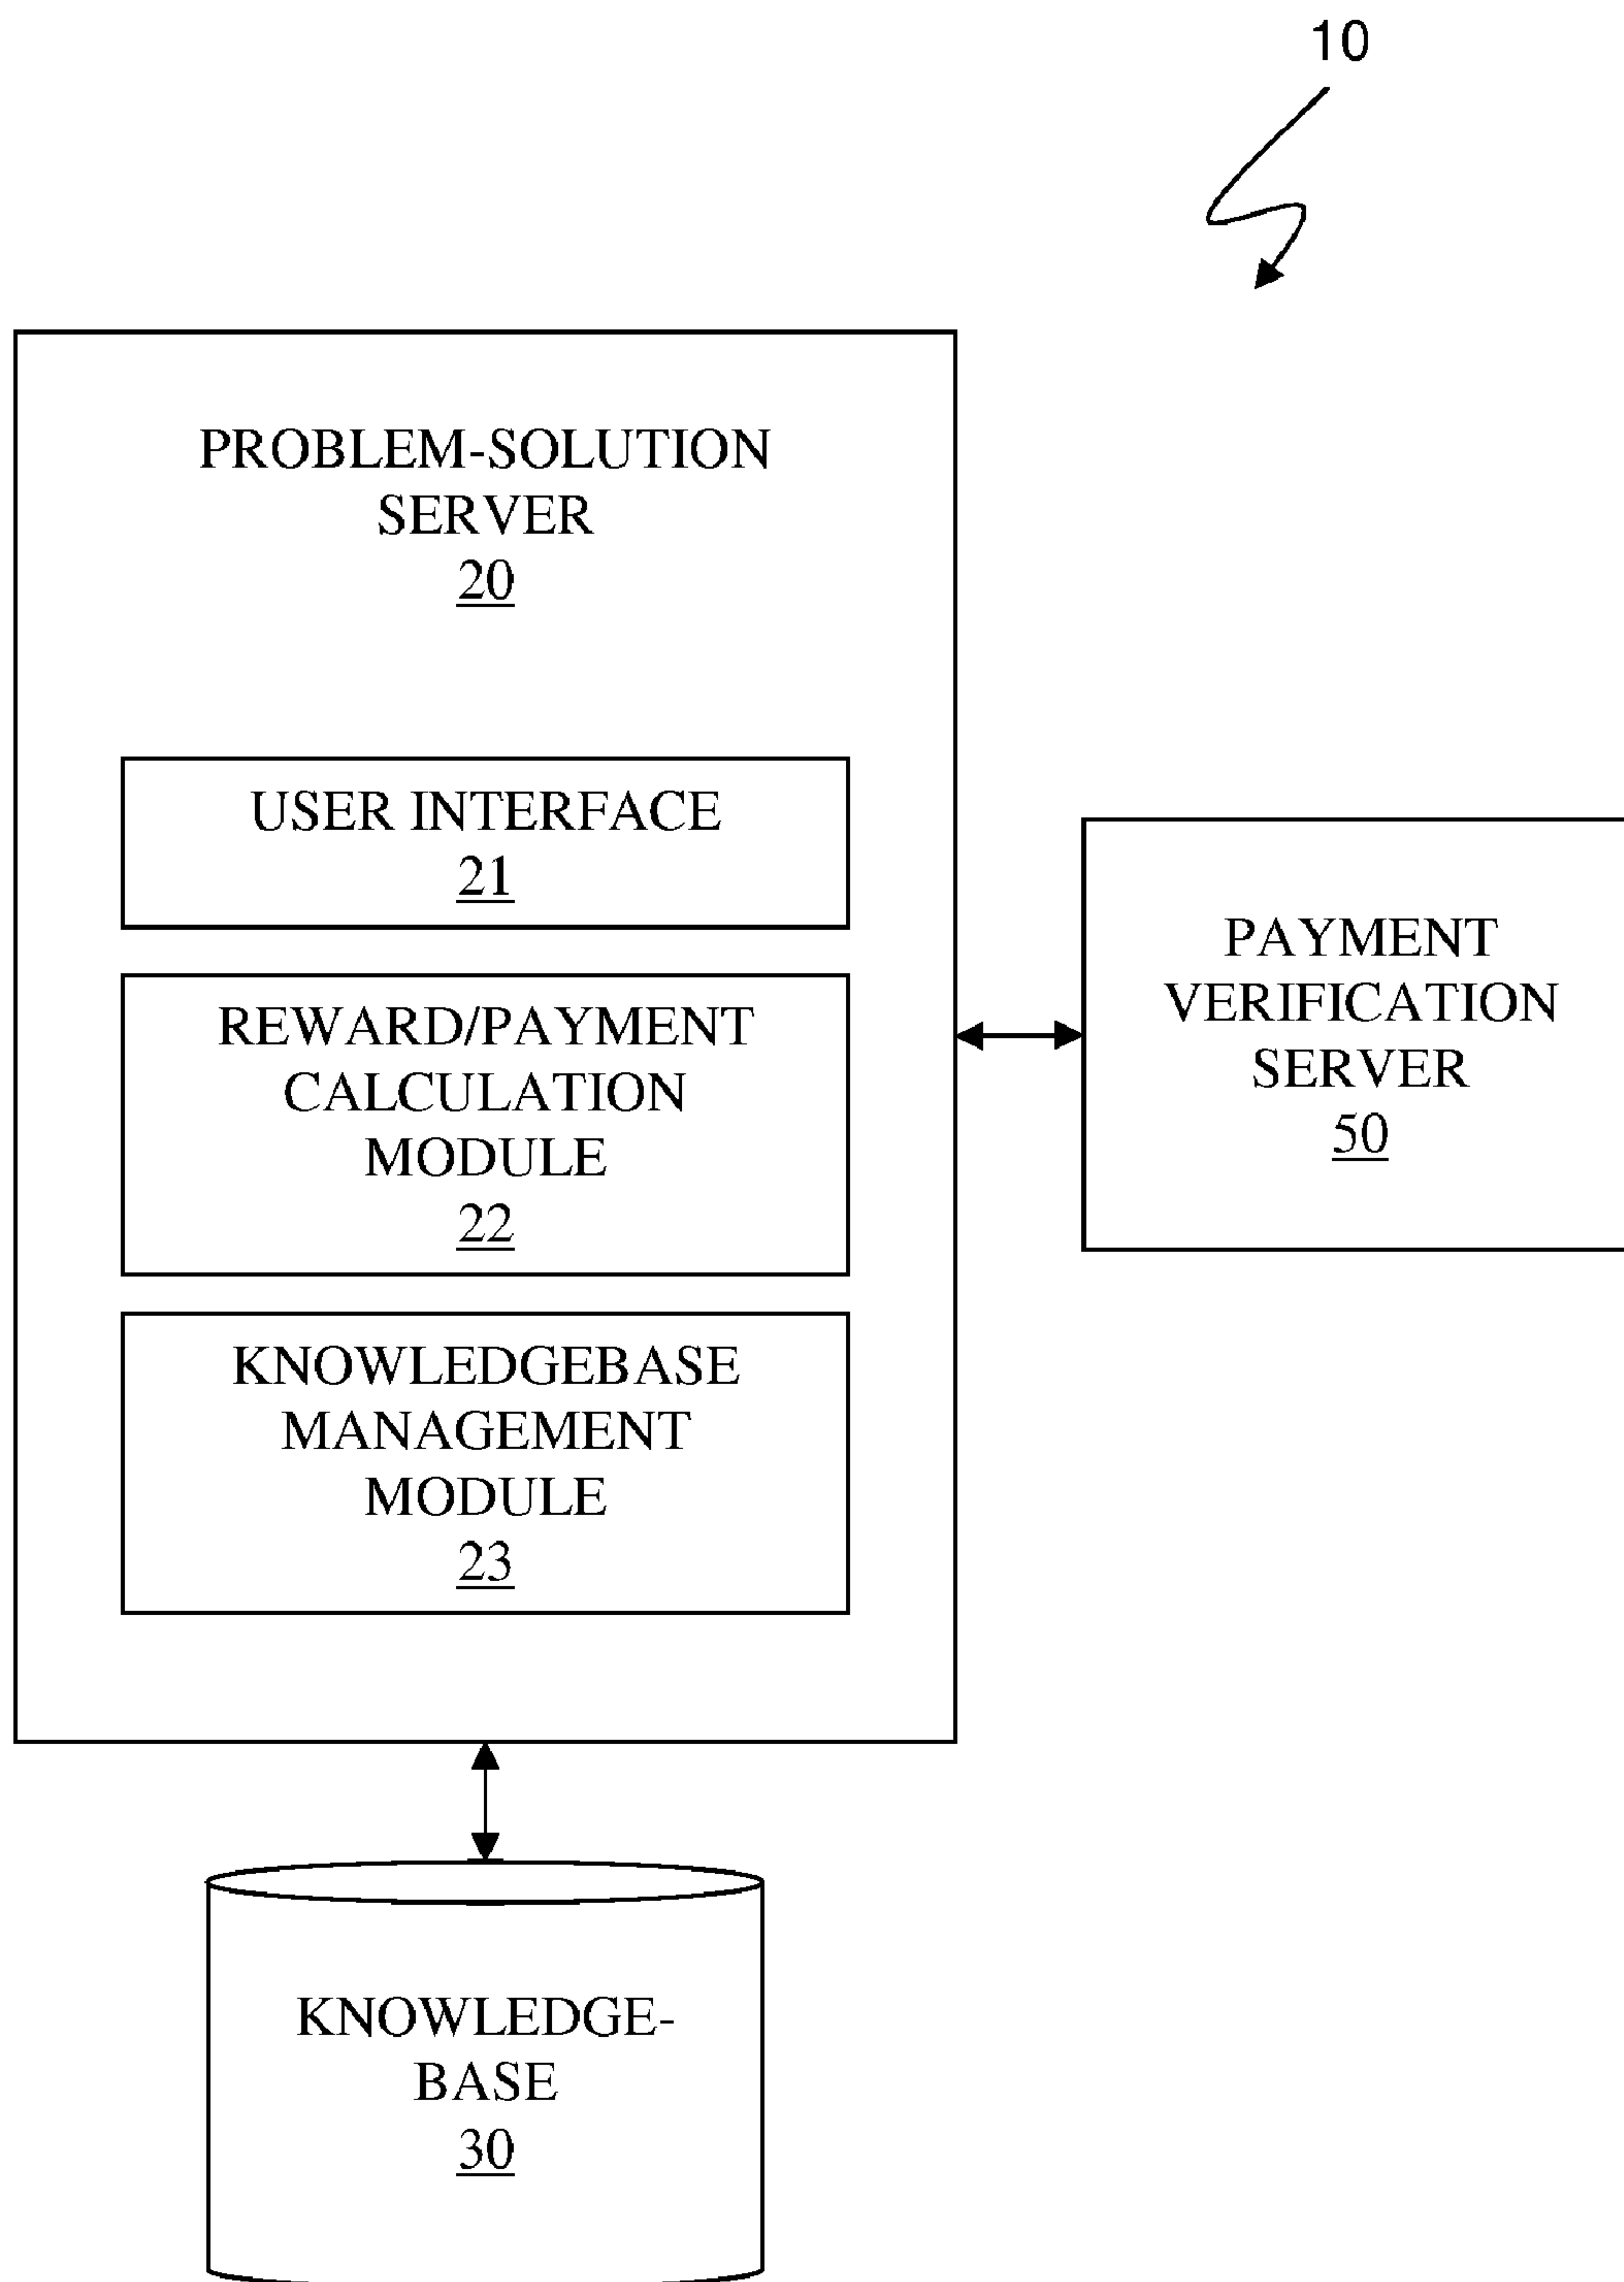 10
PROBLEM-SOLUTION
SERVER
20
USER INTERFACE
21
REWARD/PAYMENT
CALCULATION
MODULE
22
KNOWLEDGEBASE
MANAGEMENT
MODULE
23
PAYMENT
VERIFICATION
SERVER
50
KNOWLEDGE-
BASE
30